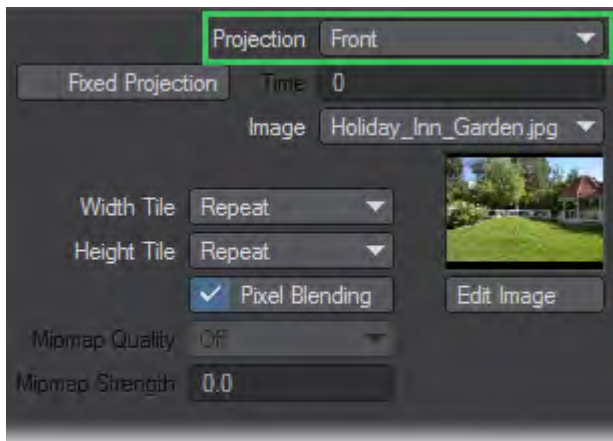 Projection Front
Fixed Projection Time 0
Image Holiday_Inn_Garden.jpg
Width Tile Repeat
Height Tile Repeat
Pixel Blending Edit Image
Mipmap Quality Off
Mipmap Strength 0.0